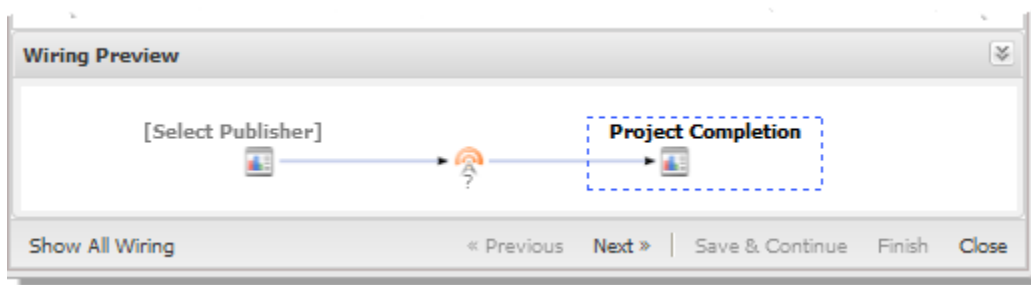 Wiring Preview
[Select Publisher]
Project Completion
?
Show All Wiring
« Previous
Next »
Save & Continue
Finish
Close